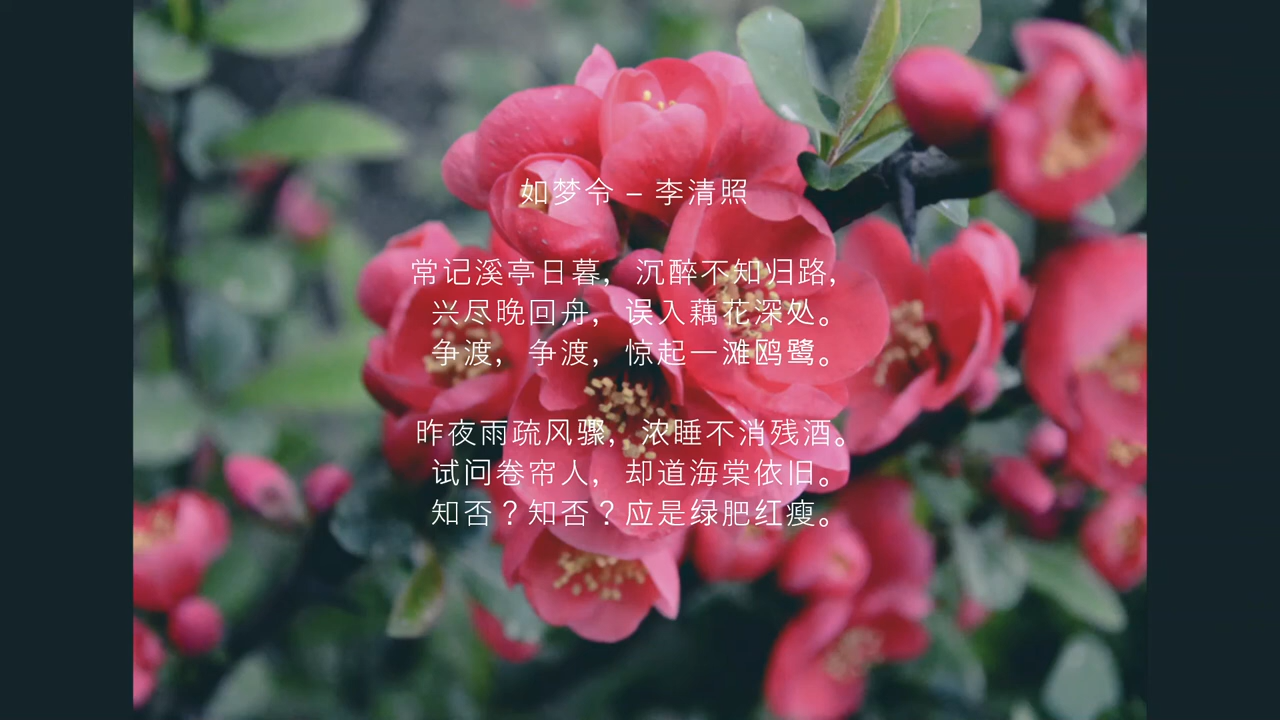 如梦令 – 李清照
常记溪亭日暮，沉醉不知归路，
兴尽晚回舟，误入藕花深处。
争渡，争渡，惊起一滩鸥鹭。
昨夜雨疏风骤，浓睡不消残酒。
试问卷帘人，却道海棠依旧。
知否？知否？应是绿肥红瘦。